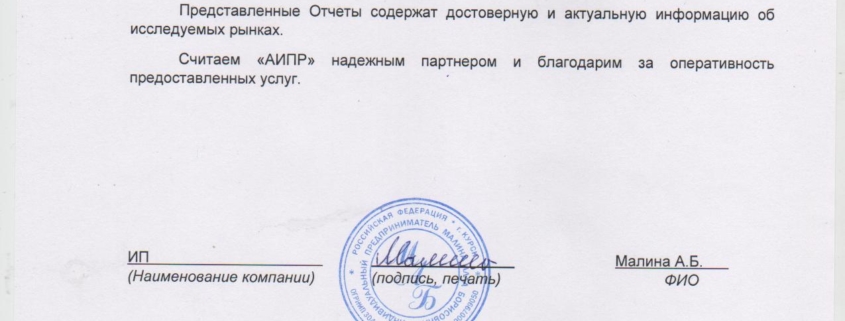 Представленные Отчеты содержат достоверную и актуальную информацию об
исследуемых рынках.
Считаем «АИПР» надежным партнером и благодарим за оперативность
предоставленных услуг.
РОССИЙСКАЯ ФЕДЕРАЦИЯ * г. КУРСК
ИНДИВИДУАЛЬНЫЙ ПРЕДПРИНИМАТЕЛЬ МАЛИНА
ИП
Малина А.Б.
(Наименование компании) (подпись, печать) ФИО